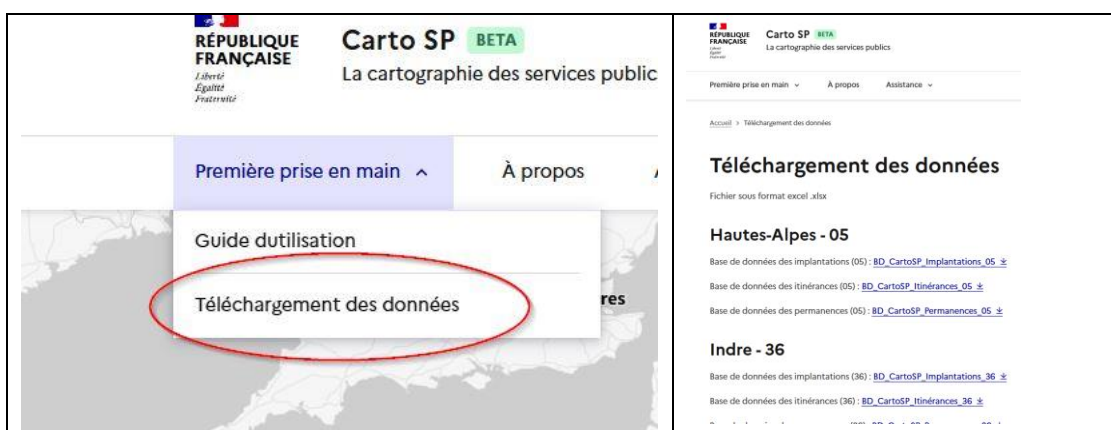 RÉPUBLIQUE
FRANÇAISE
Liberté
Égalité
Fraternité
Carto SP BETA
La cartographie des services public
Première prise en main
À propos
Guide dutilisation
Téléchargement des données
res
RÉPUBLIQUE
FRANÇAISE
Liberté
Égalité
Fraternité
Carto SP BETA
La cartographie des services publics
Première prise en main À propos Assistance
Accueil > Téléchargement des données
Téléchargement des données
Fichier sous format excel .xlsx
Hautes-Alpes - 05
Base de données des implantations (05) : BD_CartoSP_Implantations_05
Base de données des itinérances (05) : BD_CartoSP_Itinérances_05
Base de données des permanences (05) : BD_CartoSP_Permanences_05
Indre - 36
Base de données des implantations (36) : BD_CartoSP_Implantations_36
Base de données des itinérances (36) : BD_CartoSP_Itinérances_36